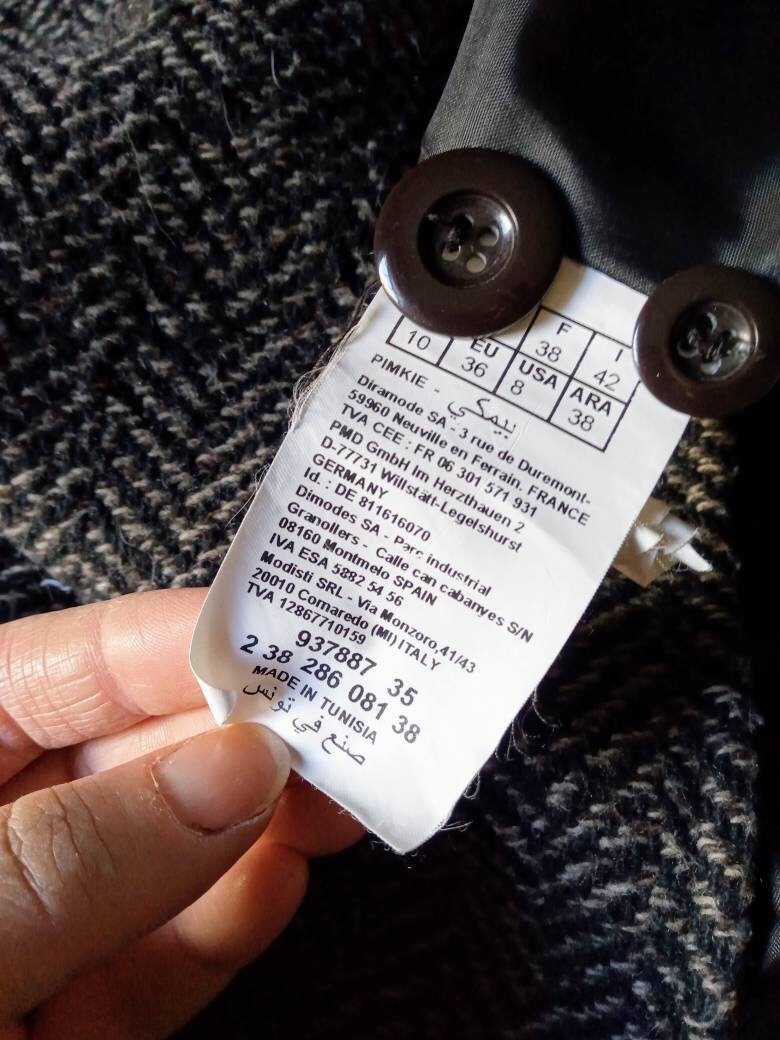 F I
10 EU 38 42
36 USA ARA
8 38
PIMKIE - بيمكي
Diramode SA - 3 rue de Duremont-
59960 Neuville en Ferrain. FRANCE
TVA CEE : FR 06 301 571 931
PMD GmbH Im Herzthauen 2
D-77731 Willstätt-Legelshurst
GERMANY
Id. : DE 811616070
Dimodes SA - Parc industrial
Granollers - Calle can cabanyes S/N
08160 Montmelo SPAIN
IVA ESA 5882 54 56
Modisti SRL - Via Monzoro,41/43
20010 Cornaredo (MI) ITALY
TVA 12867710159
937887 35
2 38 286 081 38
MADE IN TUNISIA
صنع في تونس